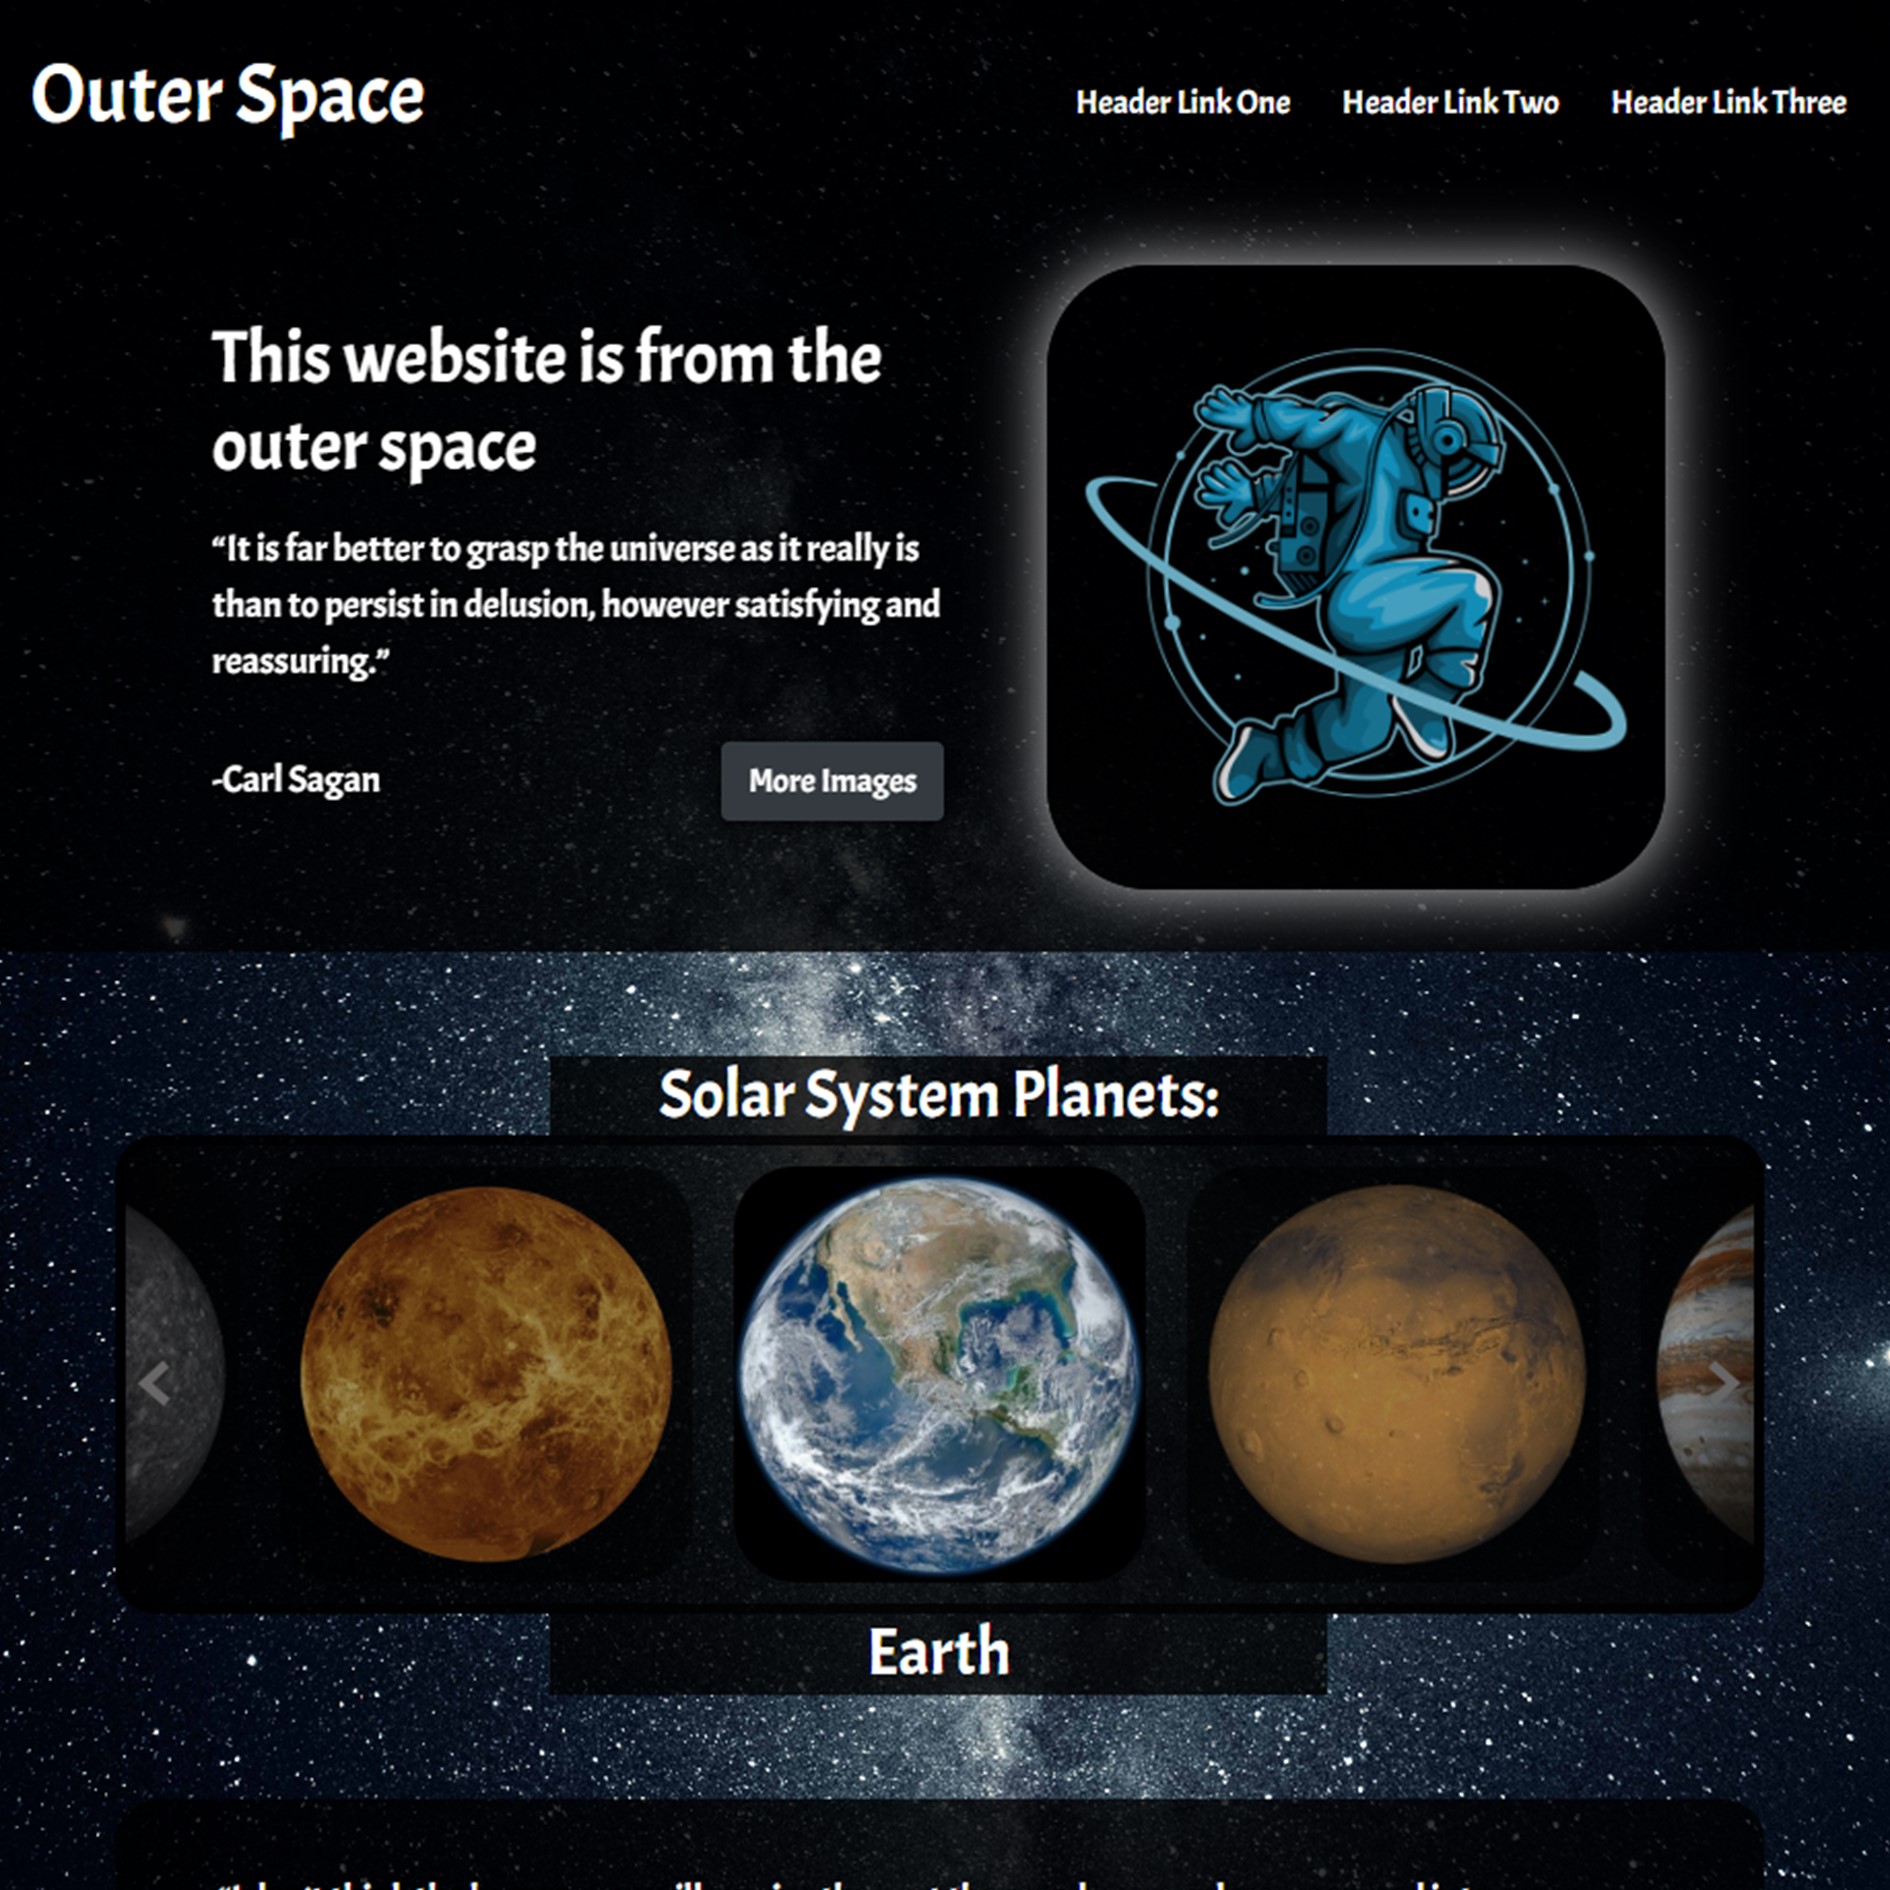 Outer Space
Header Link One Header Link Two Header Link Three
This website is from the
outer space
“It is far better to grasp the universe as it really is
than to persist in delusion, however satisfying and
reassuring.”
-Carl Sagan
More Images
Solar System Planets:
Earth